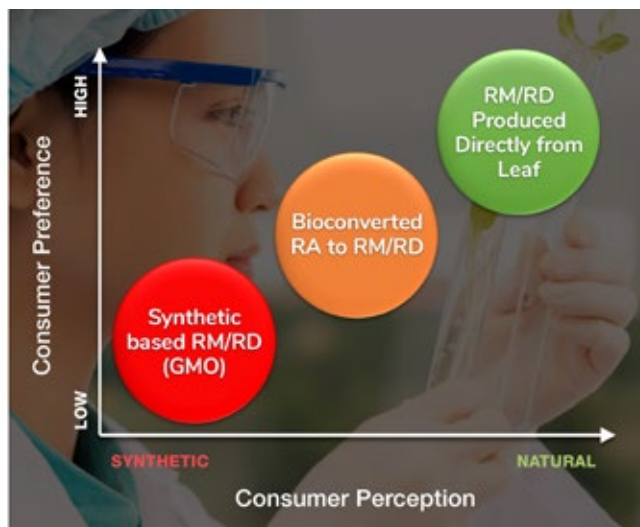 HIGH
Consumer Preference
LOW
RM/RD
Produced
Directly from
Leaf
Bioconverted
RA to RM/RD
Synthetic
based RM/RD
(GMO)
SYNTHETIC
NATURAL
Consumer Perception